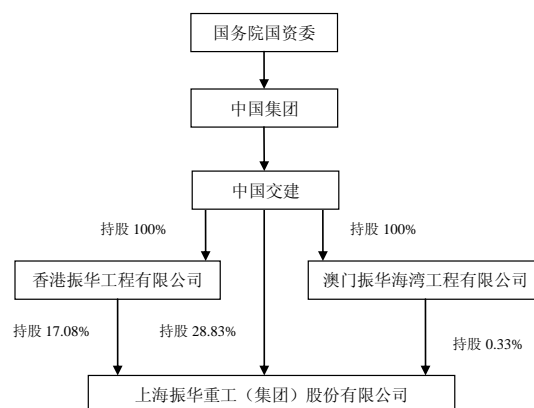 国务院国资委
中国集团
中国交建
持股 100%
持股 100%
香港振华工程有限公司
澳门振华海湾工程有限公司
持股 17.08%
持股 28.83%
持股 0.33%
上海振华重工（集团）股份有限公司